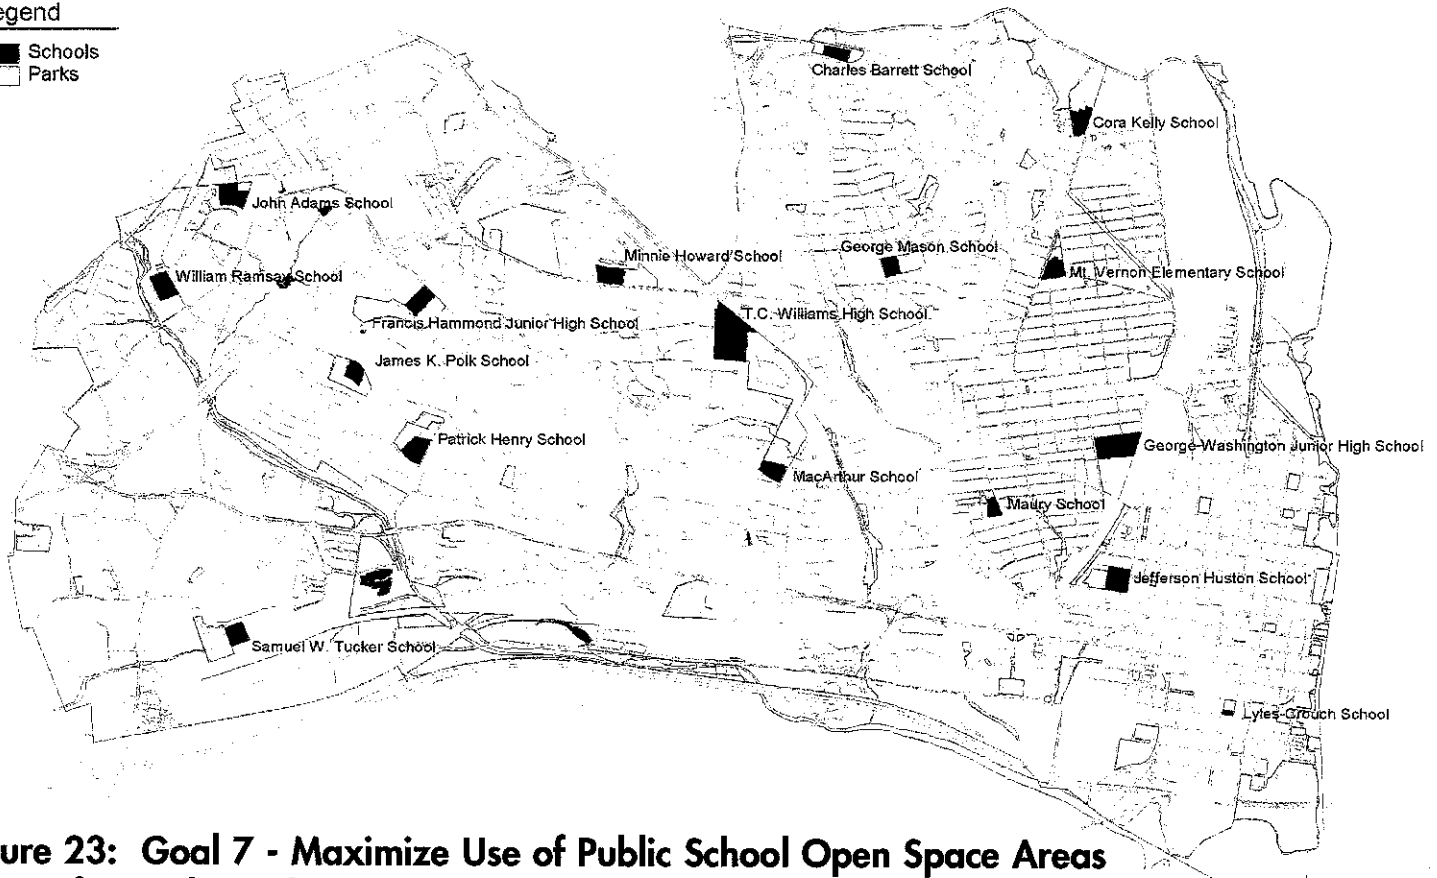 egend
Schools
Parks
Charles Barrett School
Cora Kelly School
John Adams School
Minnie Howard School
George Mason School
William Ramsay School
Mt. Vernon Elementary School
T.C. Williams High School
Francis Hammond Junior High School
James K. Polk School
Patrick Henry School
George Washington Junior High School
MacArthur School
Maury School
Jefferson Huston School
Samuel W. Tucker School
Lyles-Crouch School
ure 23: Goal 7 - Maximize Use of Public School Open Space Areas